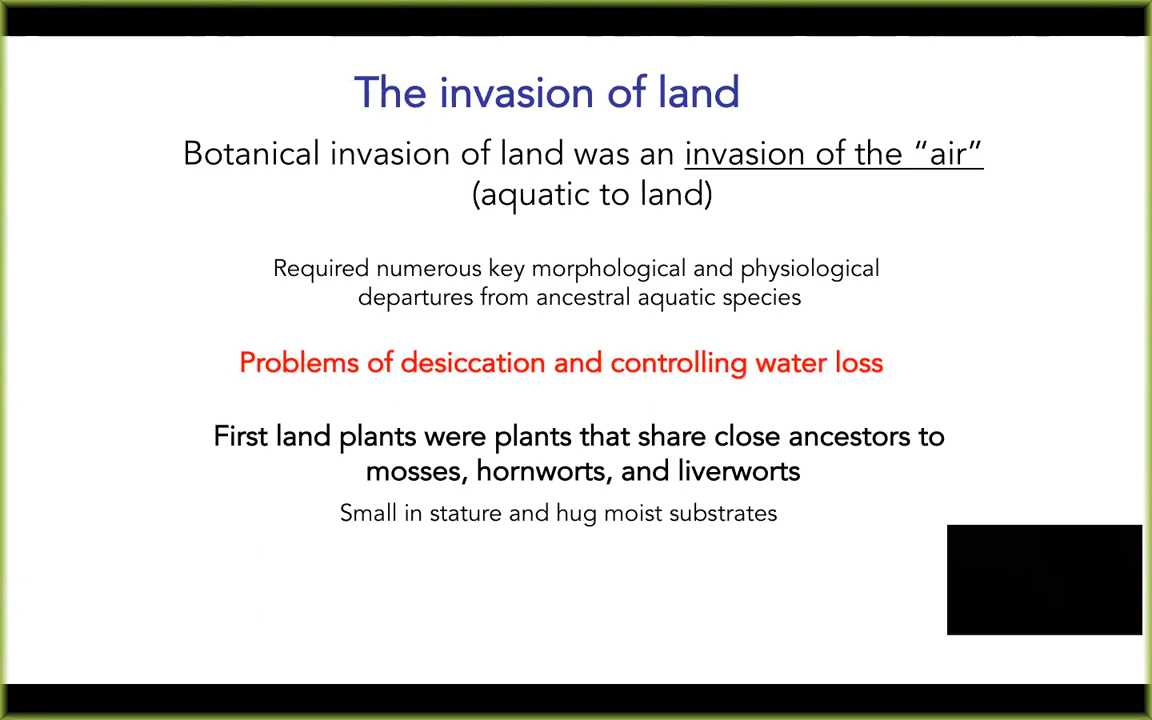 The invasion of land
Botanical invasion of land was an invasion of the “air”
(aquatic to land)
Required numerous key morphological and physiological
departures from ancestral aquatic species
Problems of desiccation and controlling water loss
First land plants were plants that share close ancestors to
mosses, hornworts, and liverworts
Small in stature and hug moist substrates